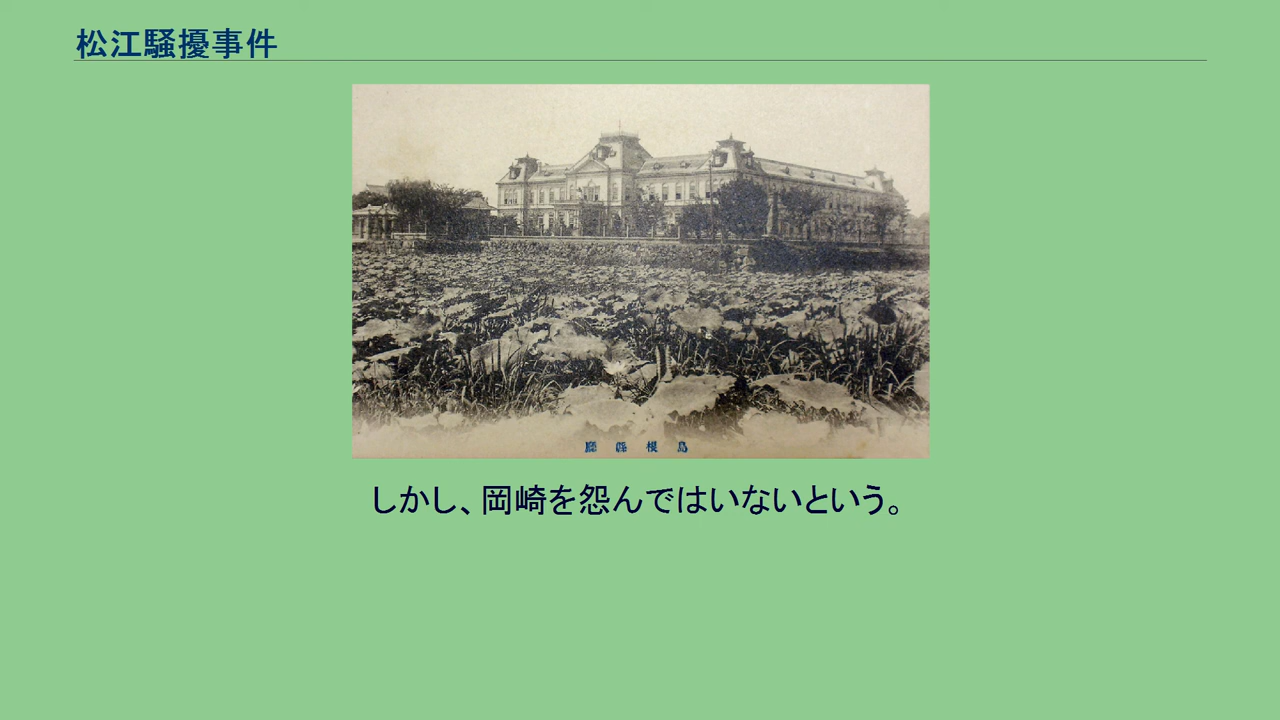 松江騒擾事件
廳縣根島
しかし、岡崎を怨んではいないという。